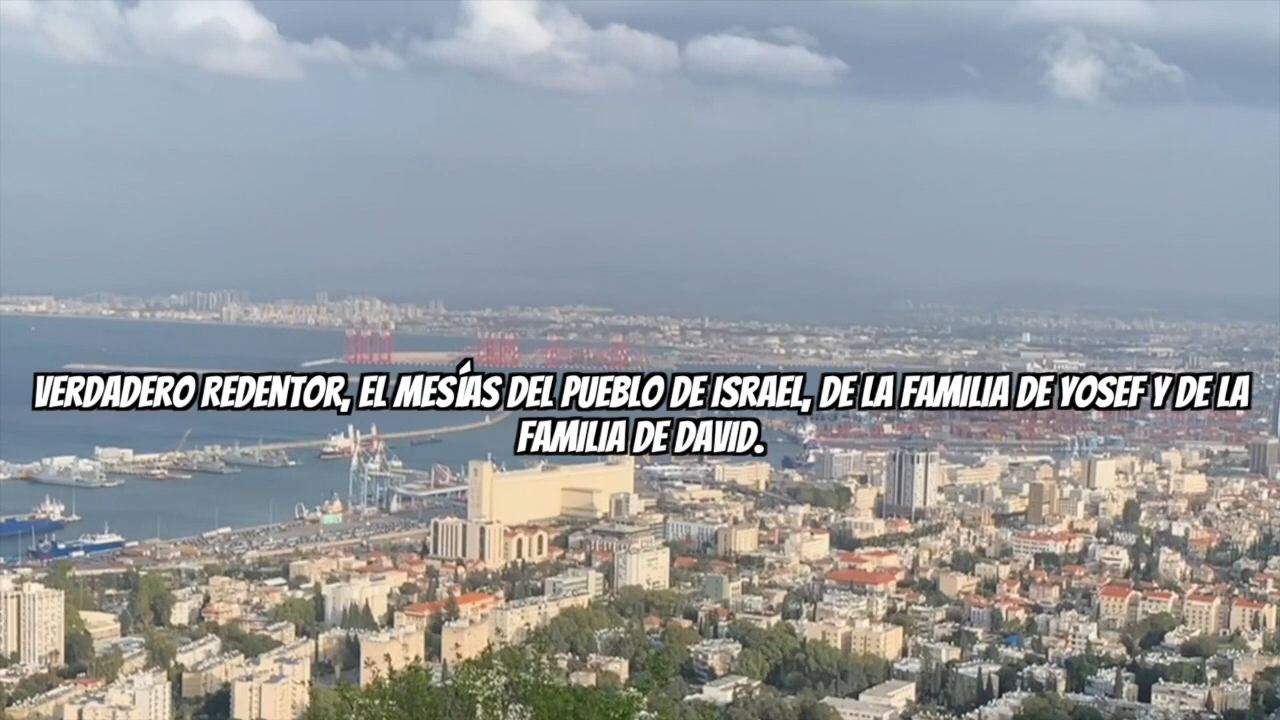 VERDADERO REDENTOR, EL MESÍAS DEL PUEBLO DE ISRAEL, DE LA FAMILIA DE YOSEF Y DE LA
FAMILIA DE DAVID.